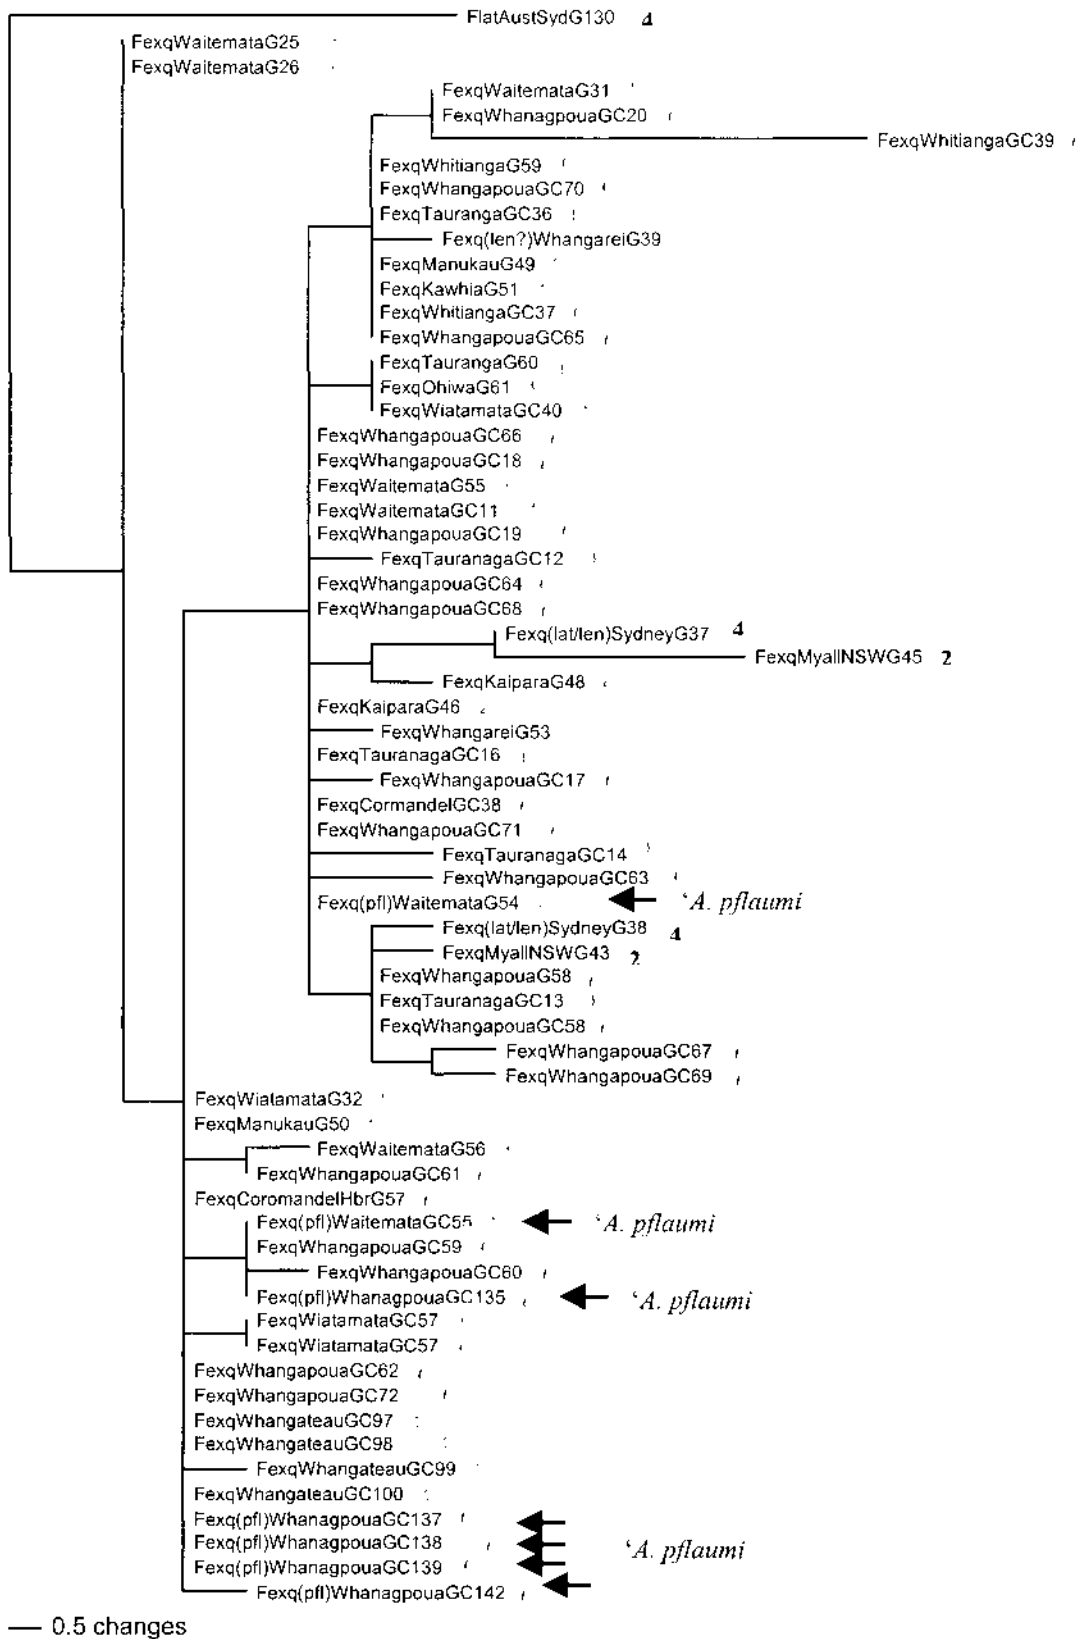 FlatAustSydG130 4
FexqWaitemataG25
FexqWaitemataG26
FexqWaitemataG31
FexqWhanagpouaGC20
FexqWhitiangaGC39
FexqWhitiangaG59
FexqWhangapouaGC70
FexqTaurangaGC36
Fexq(len?)WhangareiG39
FexqManukauG49
FexqKawhiaG51
FexqWhitiangaGC37
FexqWhangapouaGC65
FexqTaurangaG60
FexqOhiwaG61
FexqWiatamataGC40
FexqWhangapouaGC66
FexqWhangapouaGC18
FexqWaitemataG55
FexqWaitemataGC11
FexqWhangapouaGC19
FexqTauranagaGC12
FexqWhangapouaGC64
FexqWhangapouaGC68
Fexq(lat/len)SydneyG37 4
FexqMyallNSWG45 2
FexqKaiparaG48
FexqKaiparaG46
FexqWhangareiG53
FexqTauranagaGC16
FexqWhangapouaGC17
FexqCormandelGC38
FexqWhangapouaGC71
FexqTauranagaGC14
FexqWhangapouaGC63
Fexq(pfl)WaitemataG54 ‘A. pflaumi
Fexq(lat/len)SydneyG38 4
FexqMyallNSWG43 2
FexqWhangapouaG58
FexqTauranagaGC13
FexqWhangapouaGC58
FexqWhangapouaGC67
FexqWhangapouaGC69
FexqWiatamataG32
FexqManukauG50
FexqWaitemataG56
FexqWhangapouaGC61
FexqCoromandelHbrG57
Fexq(pfl)WaitemataGC55 ‘A. pflaumi
FexqWhangapouaGC59
FexqWhangapouaGC60
Fexq(pfl)WhanagpouaGC135 ‘A. pflaumi
FexqWiatamataGC57
FexqWiatamataGC57
FexqWhangapouaGC62
FexqWhangapouaGC72
FexqWhangateauGC97
FexqWhangateauGC98
FexqWhangateauGC99
FexqWhangateauGC100
Fexq(pfl)WhanagpouaGC137
Fexq(pfl)WhanagpouaGC138 ‘A. pflaumi
Fexq(pfl)WhanagpouaGC139
Fexq(pfl)WhanagpouaGC142
0.5 changes